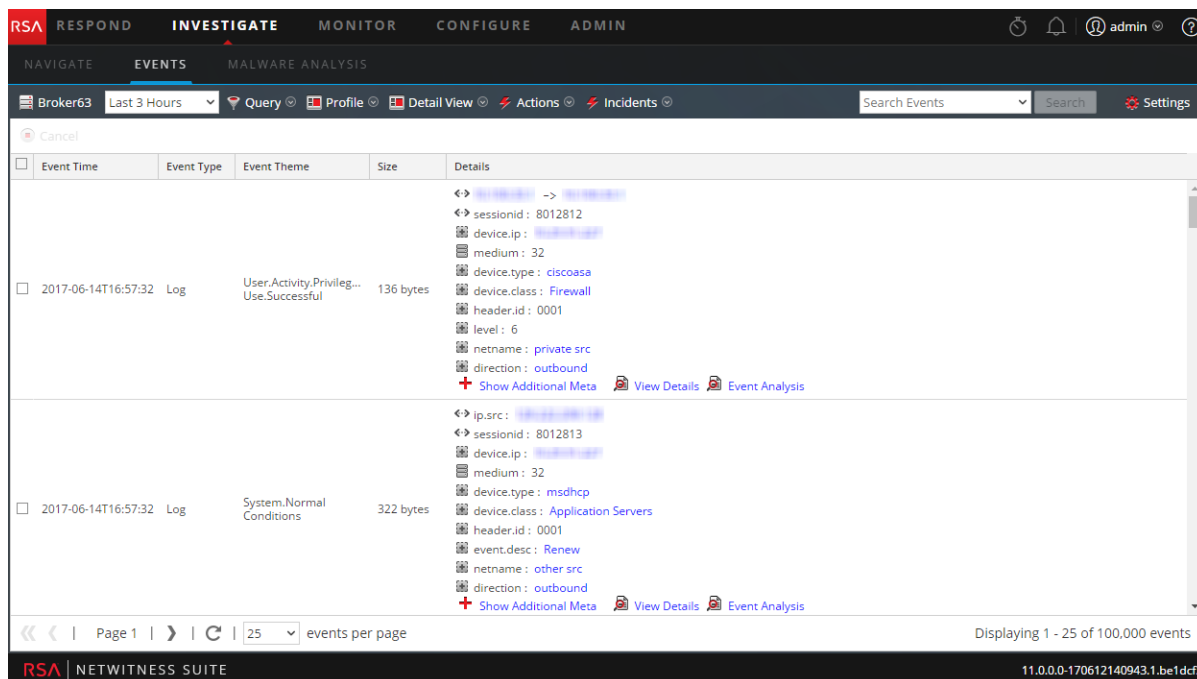 RSA RESPOND INVESTIGATE MONITOR CONFIGURE ADMIN admin
NAVIGATE EVENTS MALWARE ANALYSIS
Broker63 Last 3 Hours Query Profile Detail View Actions Incidents Search Events Search Settings
Cancel
Event Time Event Type Event Theme Size Details
->
sessionid : 8012812
device.ip :
medium : 32
device.type : ciscoasa
2017-06-14T16:57:32 Log User.Activity.Privileg... Use.Successful 136 bytes device.class : Firewall
header.id : 0001
level : 6
netname : private src
direction : outbound
Show Additional Meta View Details Event Analysis
ip.src :
sessionid : 8012813
device.ip :
medium : 32
device.type : msdhcp
2017-06-14T16:57:32 Log System.Normal Conditions 322 bytes device.class : Application Servers
header.id : 0001
event.desc : Renew
netname : other src
direction : outbound
Show Additional Meta View Details Event Analysis
Page 1 | 25 events per page Displaying 1 - 25 of 100,000 events
RSA NETWITNESS SUITE 11.0.0.0-170612140943.1.be1dcf